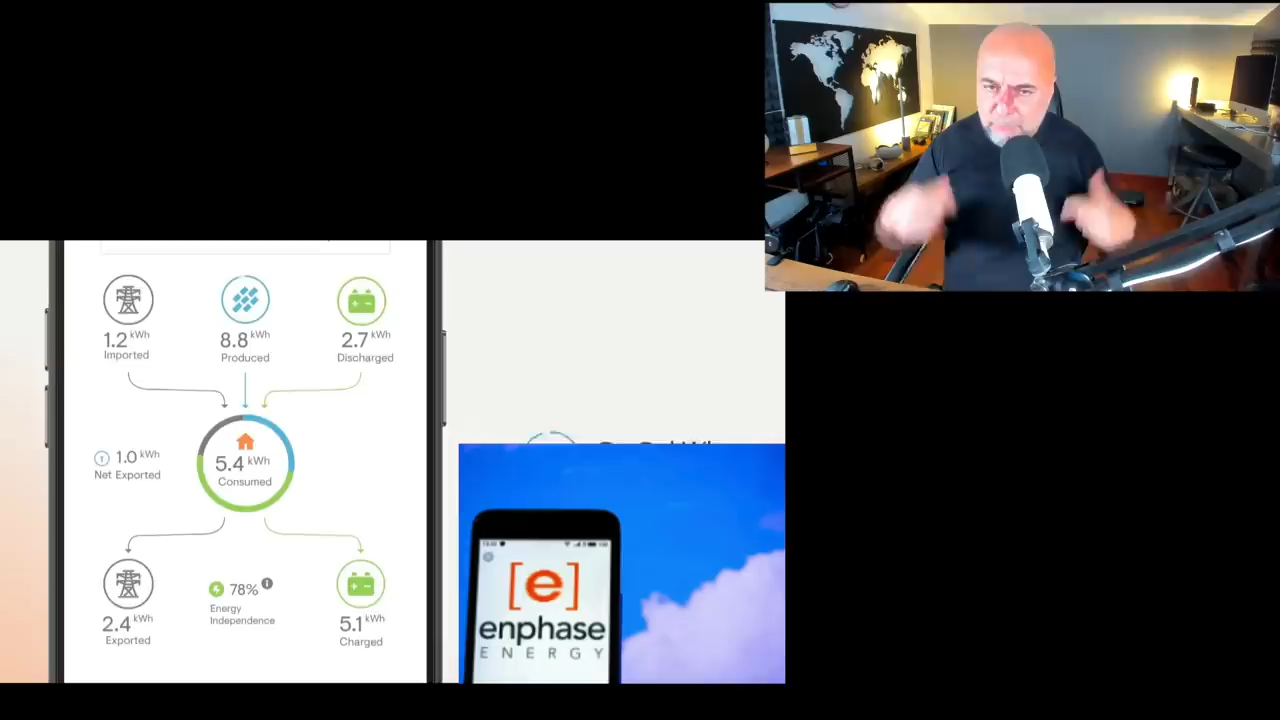 1.2 kWh
Imported
8.8 kWh
Produced
2.7 kWh
Discharged
1.0 kWh
Net Exported
5.4 kWh
Consumed
2.4 kWh
Exported
78%
Energy
Independence
5.1 kWh
Charged
[e]
enphase
ENERGY